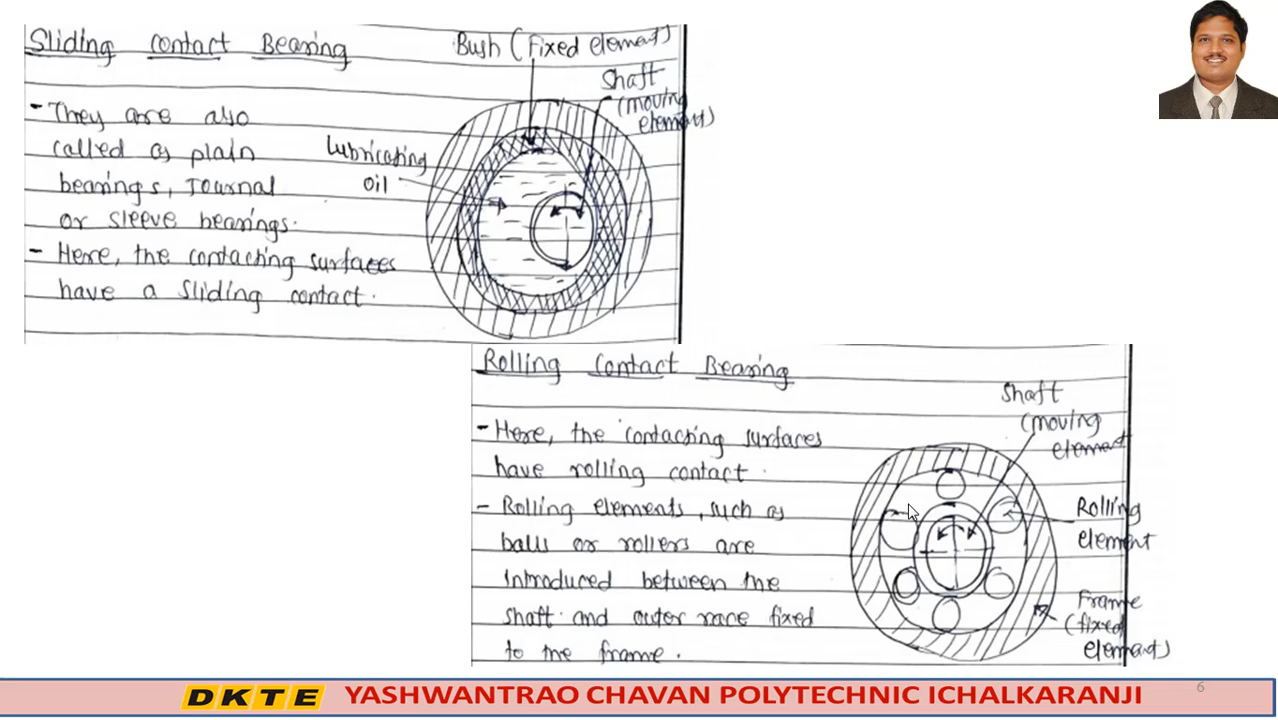 Sliding Contact Bearing
Bush (Fixed element)
Shaft
(moving
element)
- They are also
called as plain
bearings, Journal
or sleeve bearings.
- Here, the contacting surfaces
have a sliding contact.
Lubricating
oil
Rolling Contact Bearing
- Here, the contacting surfaces
have rolling contact.
- Rolling elements, such as
balls or rollers are
introduced between the
shaft and outer race fixed
to the frame.
Shaft
(moving
element
Rolling
element
Frame
(fixed
element)
DKTE YASHWANTRAO CHAVAN POLYTECHNIC ICHALKARANJI
6